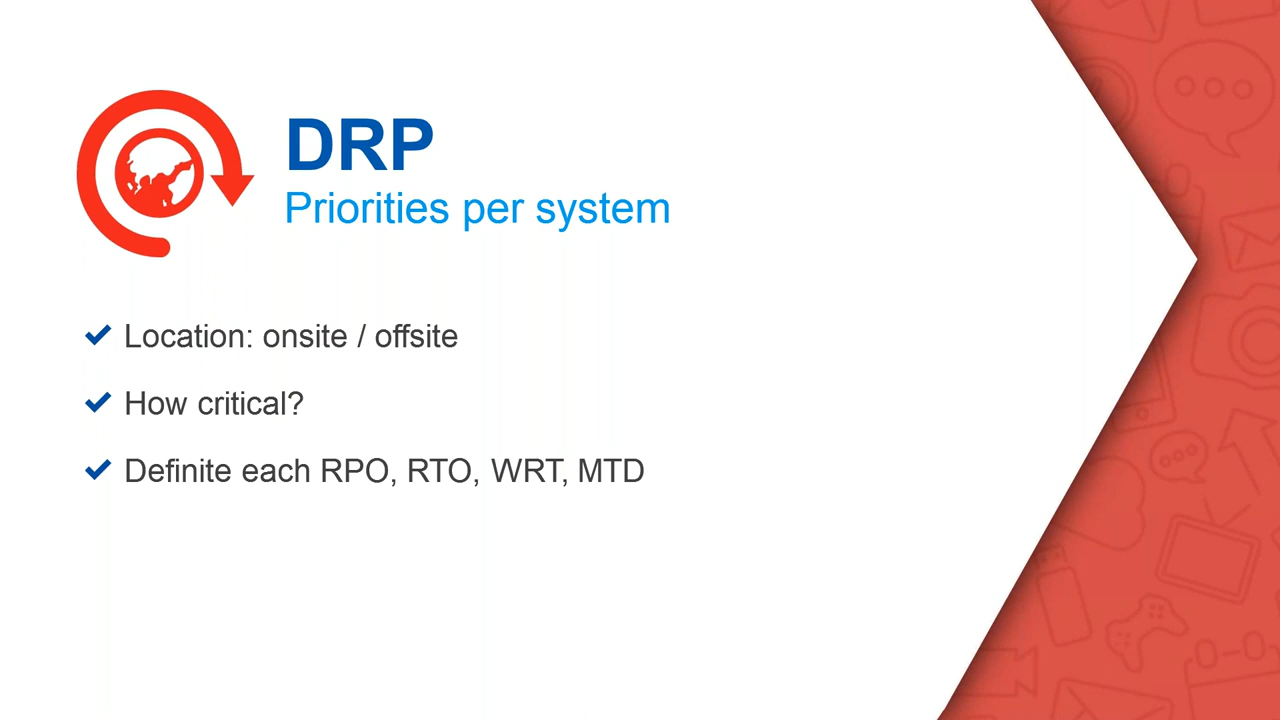 DRP
Priorities per system
Location: onsite / offsite
How critical?
Definite each RPO, RTO, WRT, MTD